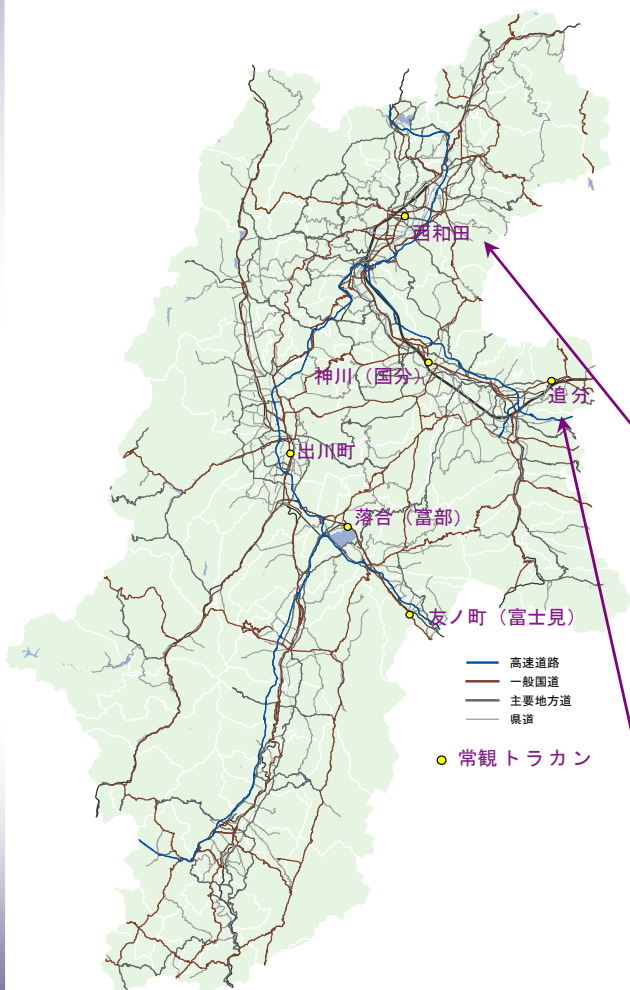 西和田
神川（国分）
追分
出川町
落合（富部）
友ノ町（富士見）
高速道路
一般国道
主要地方道
県道
常観トラカン